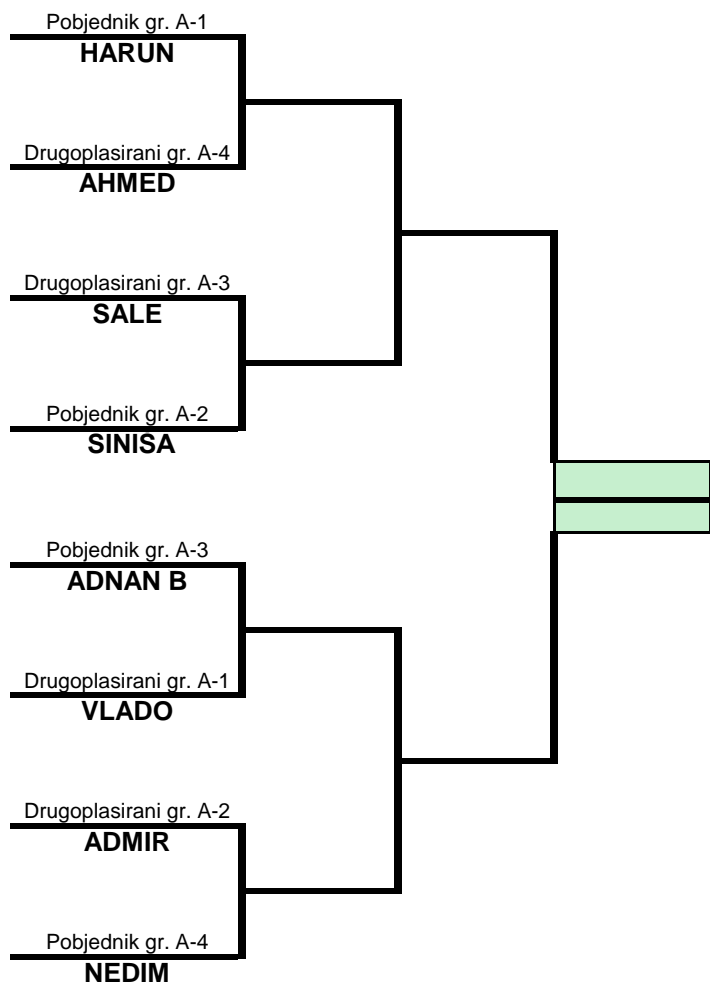 Pobjednik gr. A-1
HARUN
Drugoplasirani gr. A-4
AHMED
Drugoplasirani gr. A-3
SALE
Pobjednik gr. A-2
SINIŠA
Pobjednik gr. A-3
ADNAN B
Drugoplasirani gr. A-1
VLADO
Drugoplasirani gr. A-2
ADMIR
Pobjednik gr. A-4
NEDIM